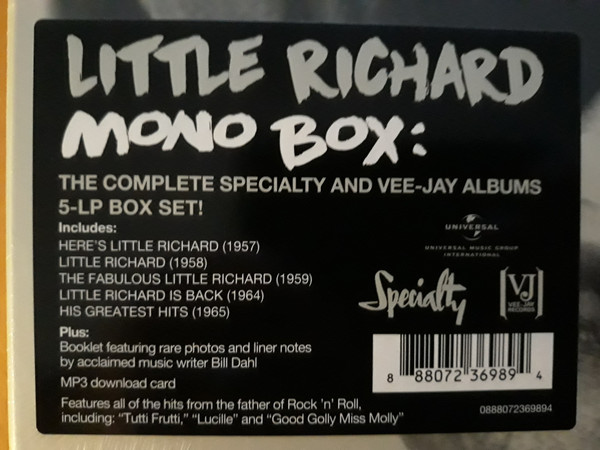 LITTLE RICHARD
MONO BOX:
THE COMPLETE SPECIALTY AND VEE-JAY ALBUMS
5-LP BOX SET!
Includes:
HERE'S LITTLE RICHARD (1957)
LITTLE RICHARD (1958)
THE FABULOUS LITTLE RICHARD (1959)
LITTLE RICHARD IS BACK (1964)
HIS GREATEST HITS (1965)
UNIVERSAL
UNIVERSAL MUSIC GROUP
INTERNATIONAL
Specialty
VJ
VEE-JAY
RECORDS
Plus:
Booklet featuring rare photos and liner notes
by acclaimed music writer Bill Dahl
MP3 download card
Features all of the hits from the father of Rock 'n' Roll,
including: “Tutti Frutti,” “Lucille” and “Good Golly Miss Molly”
8 88072 36989 4
0888072369894